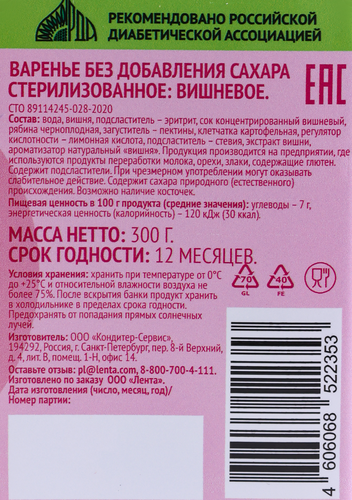 РЕКОМЕНДОВАНО РОССИЙСКОЙ
ДИАБЕТИЧЕСКОЙ АССОЦИАЦИЕЙ
ВАРЕНЬЕ БЕЗ ДОБАВЛЕНИЯ САХАРА
СТЕРИЛИЗОВАННОЕ: ВИШНЕВОЕ.
EAC
СТО 89114245-028-2020
Состав: вода, вишня, подсластитель – эритрит, сок концентрированный вишневый,
рябина черноплодная, загуститель – пектины, клетчатка картофельная, регулятор
кислотности – лимонная кислота, подсластитель – стевия, экстракт вишни,
ароматизатор натуральный «вишня». Продукция произведена на предприятии, где
используются продукты переработки молока, орехи, злаки, содержащие глютен.
Содержит подсластители. При чрезмерном употреблении могут оказывать
слабительное действие. Содержит сахара природного (естественного)
происхождения. Возможно наличие косточек.
Пищевая ценность в 100 г продукта (средние значения): углеводы – 7 г,
энергетическая ценность (калорийность) – 120 кДж (30 ккал).
МАССА НЕТТО: 300 Г.
СРОК ГОДНОСТИ: 12 МЕСЯЦЕВ.
Условия хранения: хранить при температуре от 0°C
до +25°C и относительной влажности воздуха не
более 75%. После вскрытия банки продукт хранить
в холодильнике в пределах срока годности.
Предохранять от попадания прямых солнечных
лучей.
70
GL
40
FE
Изготовитель: ООО «Кондитер-Сервис»,
194292, Россия, г. Санкт-Петербург, пер. 8-й Верхний,
д. 4, лит. В, помещ. 1-Н, офис 14.
Оставьте отзыв: pl@lenta.com, 8-800-700-4-111.
Изготовлено по заказу ООО «Лента».
Дата изготовления (число, месяц, год)/
Номер партии:
4 606068 522353